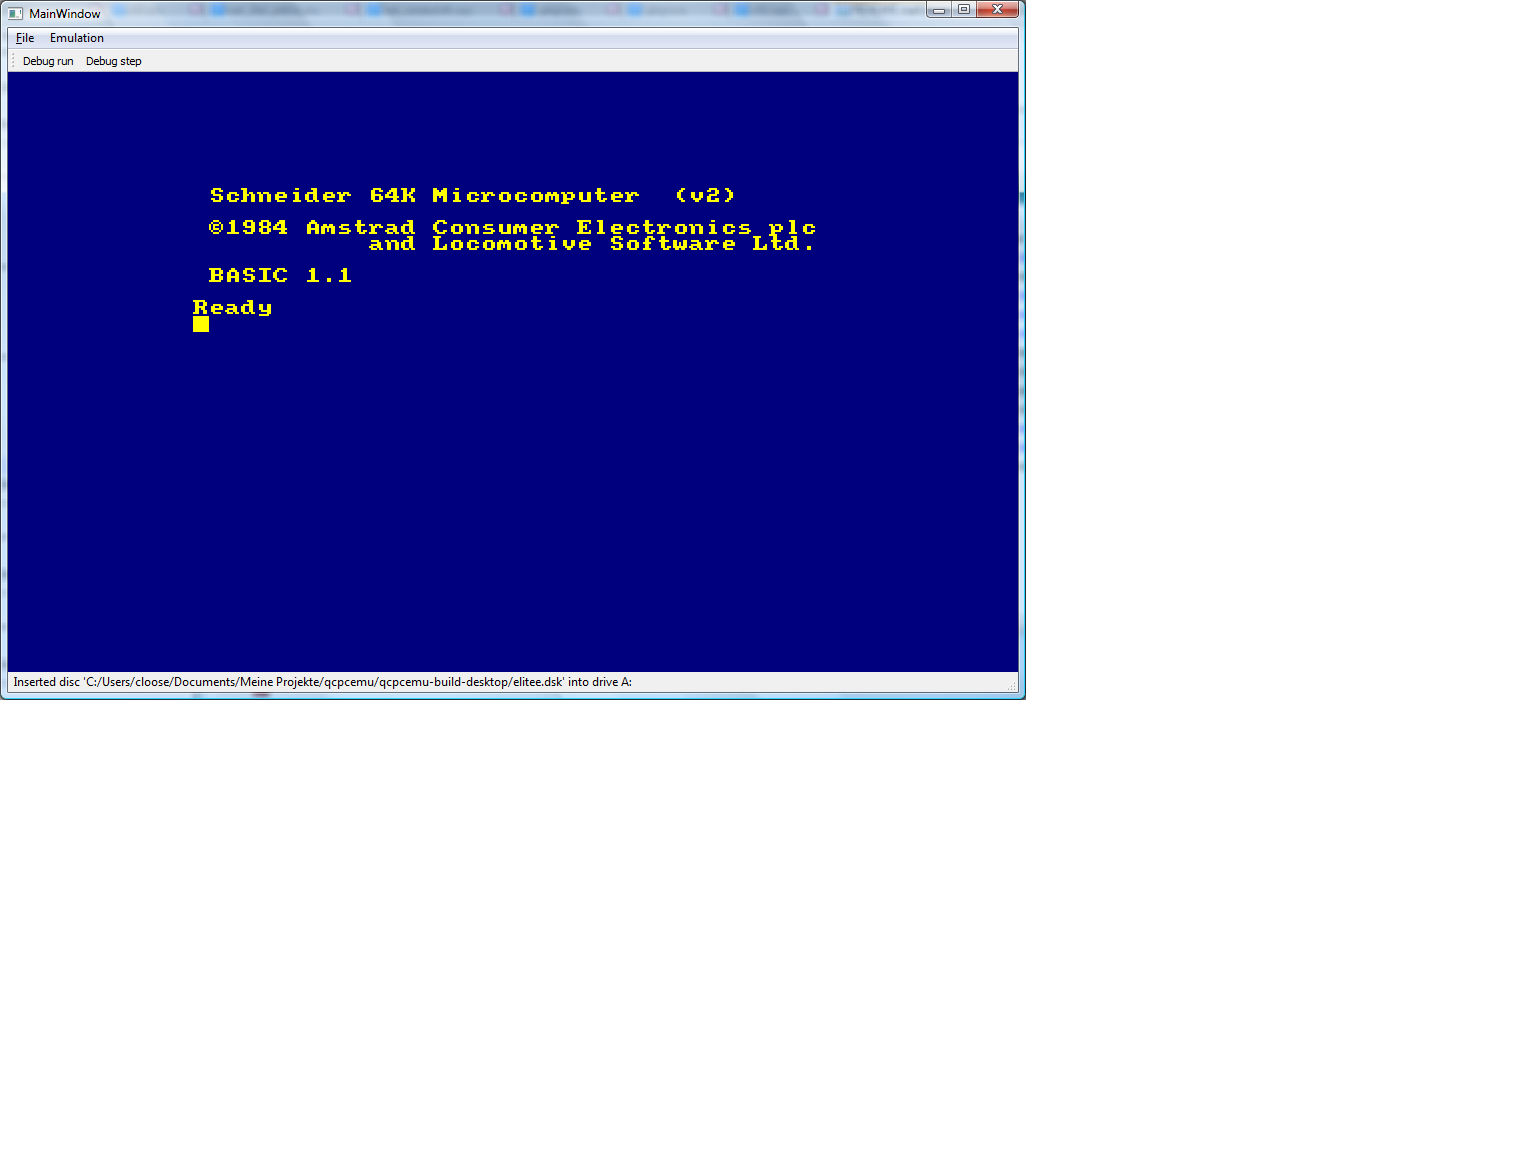 MainWindow
File Emulation
Debug run Debug step
Schneider 64K Microcomputer (v2)
©1984 Amstrad Consumer Electronics plc
and Locomotive Software Ltd.
BASIC 1.1
Ready
Inserted disc 'C:/Users/cloose/Documents/Meine Projekte/qcpcemu/qcpcemu-build-desktop/elitee.dsk' into drive A: